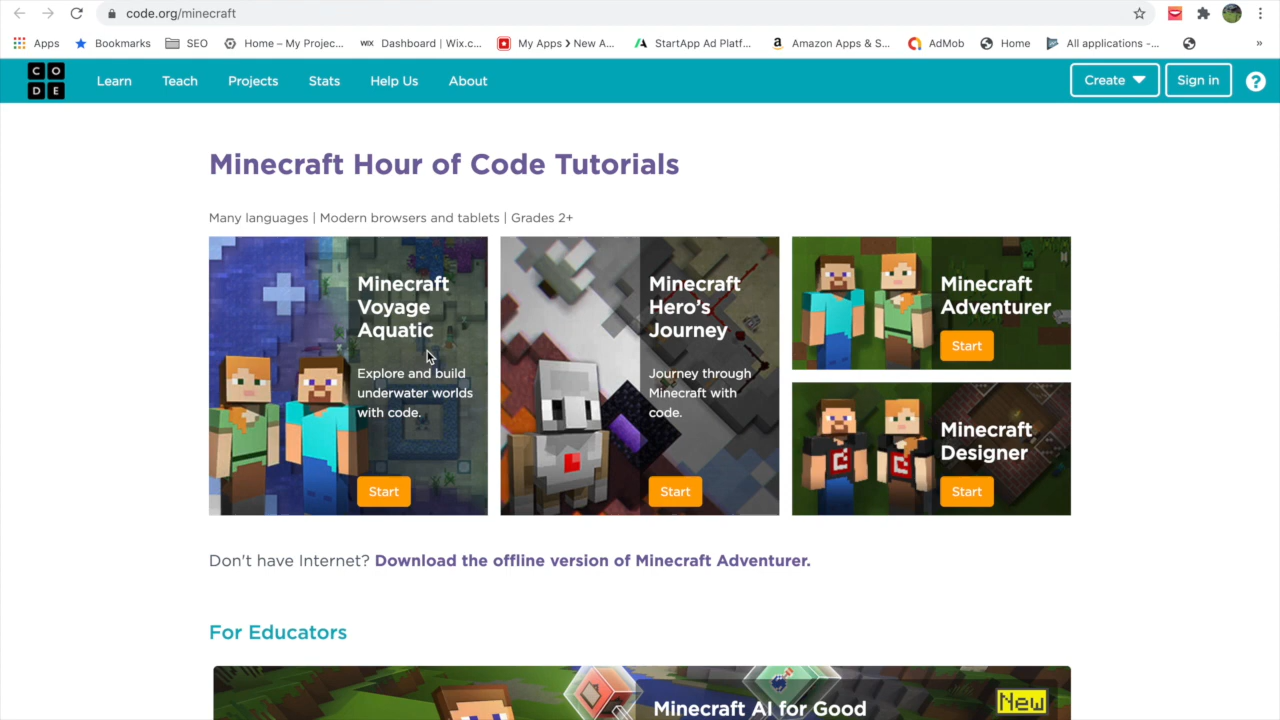 code.org/minecraft
Apps
Bookmarks
SEO
Home – My Projec...
WIX
Dashboard | Wix.c...
My Apps ❯ New A...
StartApp Ad Platf...
Amazon Apps & S...
AdMob
Home
All applications -...
»
C O
D E
Learn
Teach
Projects
Stats
Help Us
About
Create
Sign in
?
Minecraft Hour of Code Tutorials
Many languages | Modern browsers and tablets | Grades 2+
Minecraft
Voyage
Aquatic
Explore and build
underwater worlds
with code.
Start
Minecraft
Hero's
Journey
Journey through
Minecraft with
code.
Start
Minecraft
Adventurer
Start
Minecraft
Designer
Start
Don't have Internet? Download the offline version of Minecraft Adventurer.
For Educators
Minecraft AI for Good
New